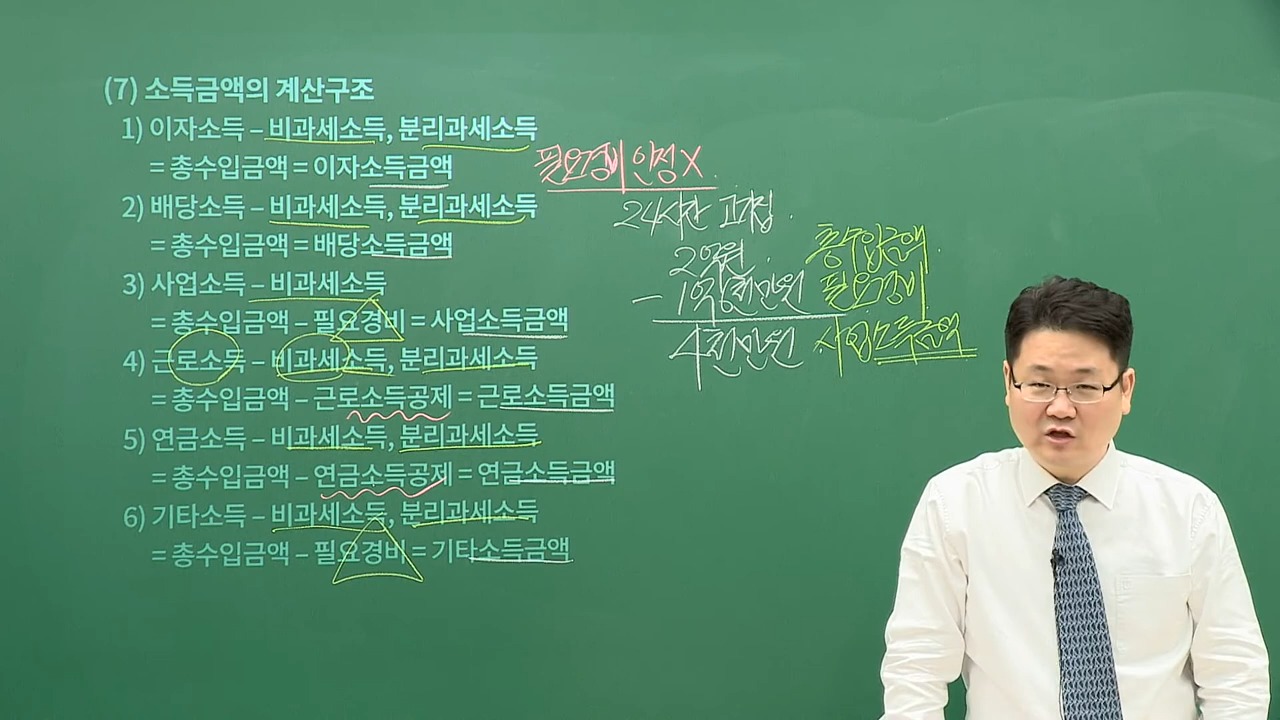 (7) 소득금액의 계산구조
1) 이자소득 – 비과세소득, 분리과세소득
= 총수입금액 = 이자소득금액
2) 배당소득 – 비과세소득, 분리과세소득
= 총수입금액 = 배당소득금액
3) 사업소득 – 비과세소득
= 총수입금액 – 필요경비 = 사업소득금액
4) 근로소득 – 비과세소득, 분리과세소득
= 총수입금액 – 근로소득공제 = 근로소득금액
5) 연금소득 – 비과세소득, 분리과세소득
= 총수입금액 – 연금소득공제 = 연금소득금액
6) 기타소득 – 비과세소득, 분리과세소득
= 총수입금액 – 필요경비 = 기타소득금액
필요경비 인정 X
24시간 고기집
2억원 총수입금액
– 1억6천만원 필요경비
4천만원 사업소득금액